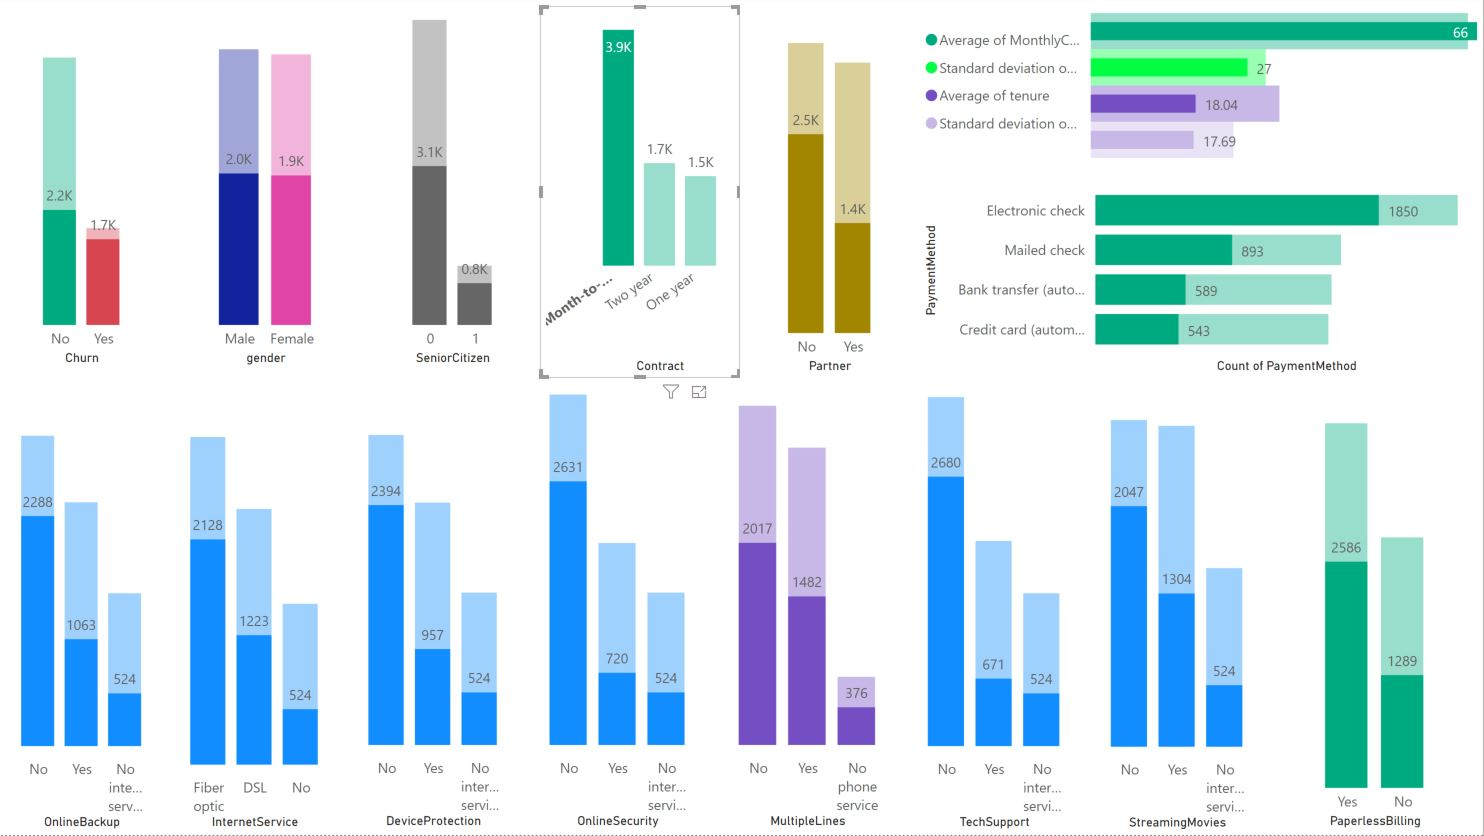 2.2K
1.7K
No Yes
Churn
2.0K
1.9K
Male Female
gender
3.1K
0.8K
0 1
SeniorCitizen
3.9K
1.7K
1.5K
Month-to-...
Two year
One year
Contract
2.5K
1.4K
No Yes
Partner
Average of MonthlyC...
Standard deviation o...
Average of tenure
Standard deviation o...
66
27
18.04
17.69
PaymentMethod
Electronic check 1850
Mailed check 893
Bank transfer (auto... 589
Credit card (autom... 543
Count of PaymentMethod
2288
1063
524
No Yes No
inte...
serv...
OnlineBackup
2128
1223
524
Fiber DSL No
optic
InternetService
2394
957
524
No Yes No
inter...
servi...
DeviceProtection
2631
720
524
No Yes No
inter...
servi...
OnlineSecurity
2017
1482
376
No Yes No
phone
service
MultipleLines
2680
671
524
No Yes No
inter...
servi...
TechSupport
2047
1304
524
No Yes No
inter...
servi...
StreamingMovies
2586
1289
Yes No
PaperlessBilling